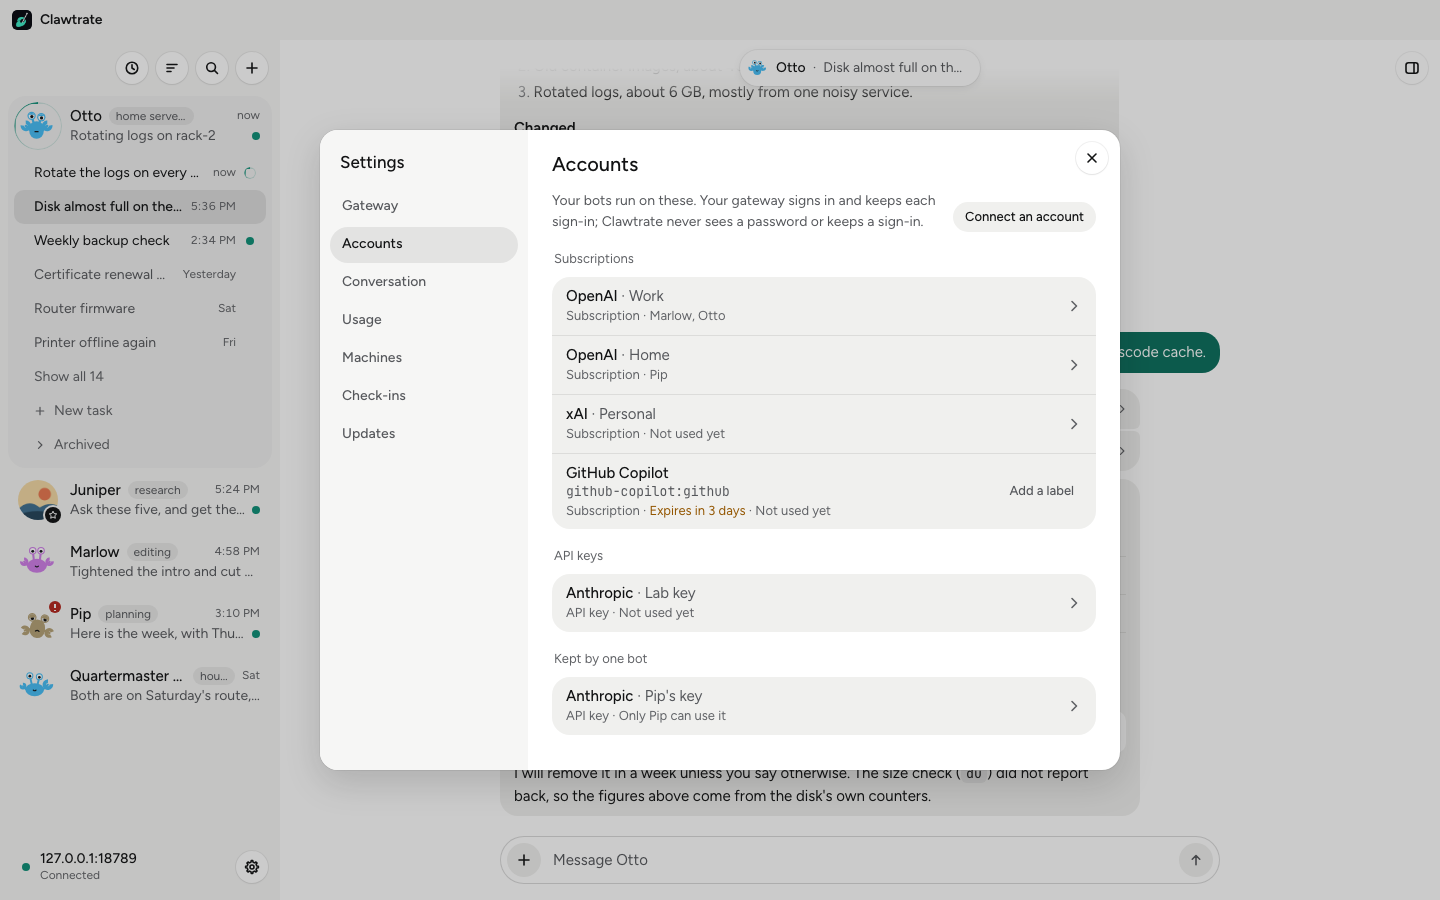 Clawtrate
Otto home serve... now
Rotating logs on rack-2
Rotate the logs on every ... now
Disk almost full on the... 5:36 PM
Weekly backup check 2:34 PM
Certificate renewal ... Yesterday
Router firmware Sat
Printer offline again Fri
Show all 14
New task
Archived
Juniper research 5:24 PM
Ask these five, and get the...
Marlow editing 4:58 PM
Tightened the intro and cut ...
Pip planning 3:10 PM
Here is the week, with Thu...
Quartermaster ... hou... Sat
Both are on Saturday's route,...
127.0.0.1:18789
Connected
Otto · Disk almost full on th...
3. Rotated logs, about 6 GB, mostly from one noisy service.
Changed
scode cache.
Settings
Gateway
Accounts
Conversation
Usage
Machines
Check-ins
Updates
Accounts
Your bots run on these. Your gateway signs in and keeps each
sign-in; Clawtrate never sees a password or keeps a sign-in.
Connect an account
Subscriptions
OpenAI · Work
Subscription · Marlow, Otto
OpenAI · Home
Subscription · Pip
xAI · Personal
Subscription · Not used yet
GitHub Copilot
github-copilot:github
Subscription · Expires in 3 days · Not used yet
Add a label
API keys
Anthropic · Lab key
API key · Not used yet
Kept by one bot
Anthropic · Pip's key
API key · Only Pip can use it
I will remove it in a week unless you say otherwise. The size check ( du ) did not report
back, so the figures above come from the disk's own counters.
Message Otto